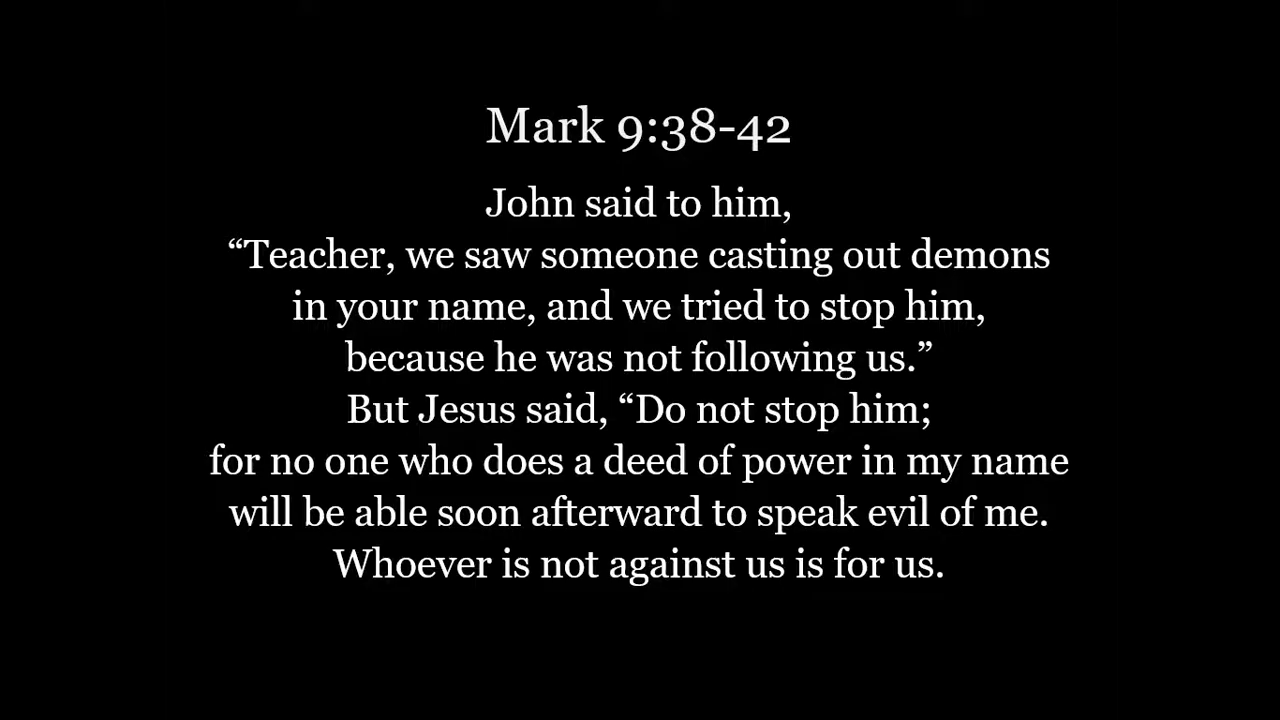 Mark 9:38-42
John said to him,
“Teacher, we saw someone casting out demons
in your name, and we tried to stop him,
because he was not following us.”
But Jesus said, “Do not stop him;
for no one who does a deed of power in my name
will be able soon afterward to speak evil of me.
Whoever is not against us is for us.